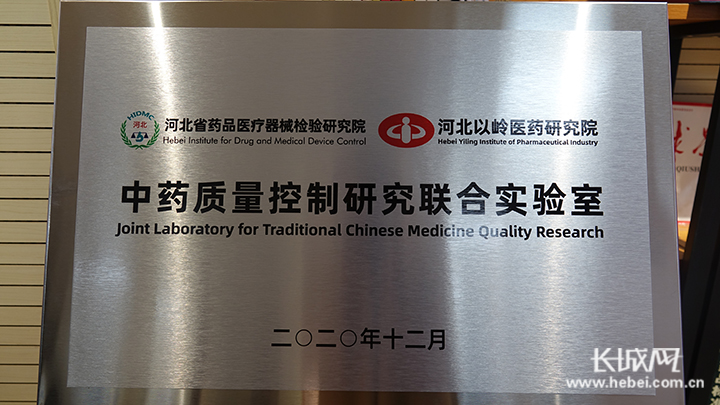 HIDMC
河北
河北省药品医疗器械检验研究院
Hebei Institute for Drug and Medical Device Control
河北以岭医药研究院
Hebei Yiling Institute of Pharmaceutical Industry
中药质量控制研究联合实验室
Joint Laboratory for Traditional Chinese Medicine Quality Research
二〇二〇年十二月
QIUSH
长城网
www.hebei.com.cn